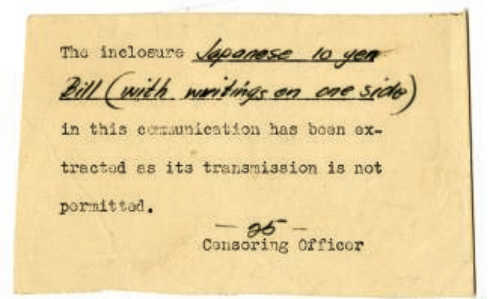 The inclosure Japanese 10 yen
Bill (with writings on one side)
in this communication has been ex-
tracted as its transmission is not
permitted.
- 25 -
Censoring Officer